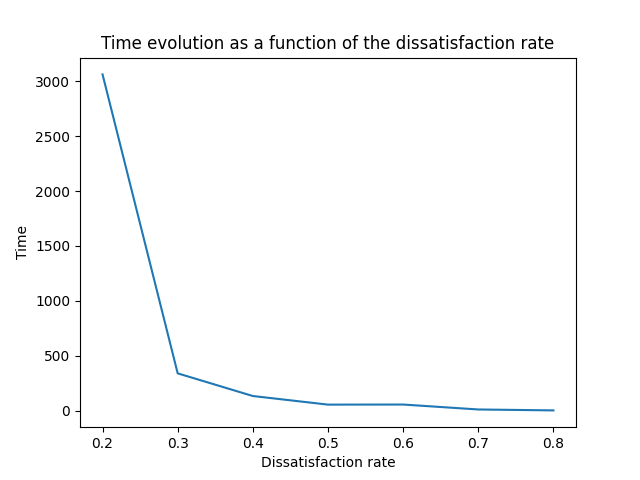 Time evolution as a function of the dissatisfaction rate
3000
2500
2000
1500
1000
500
0
Time
0.2 0.3 0.4 0.5 0.6 0.7 0.8
Dissatisfaction rate